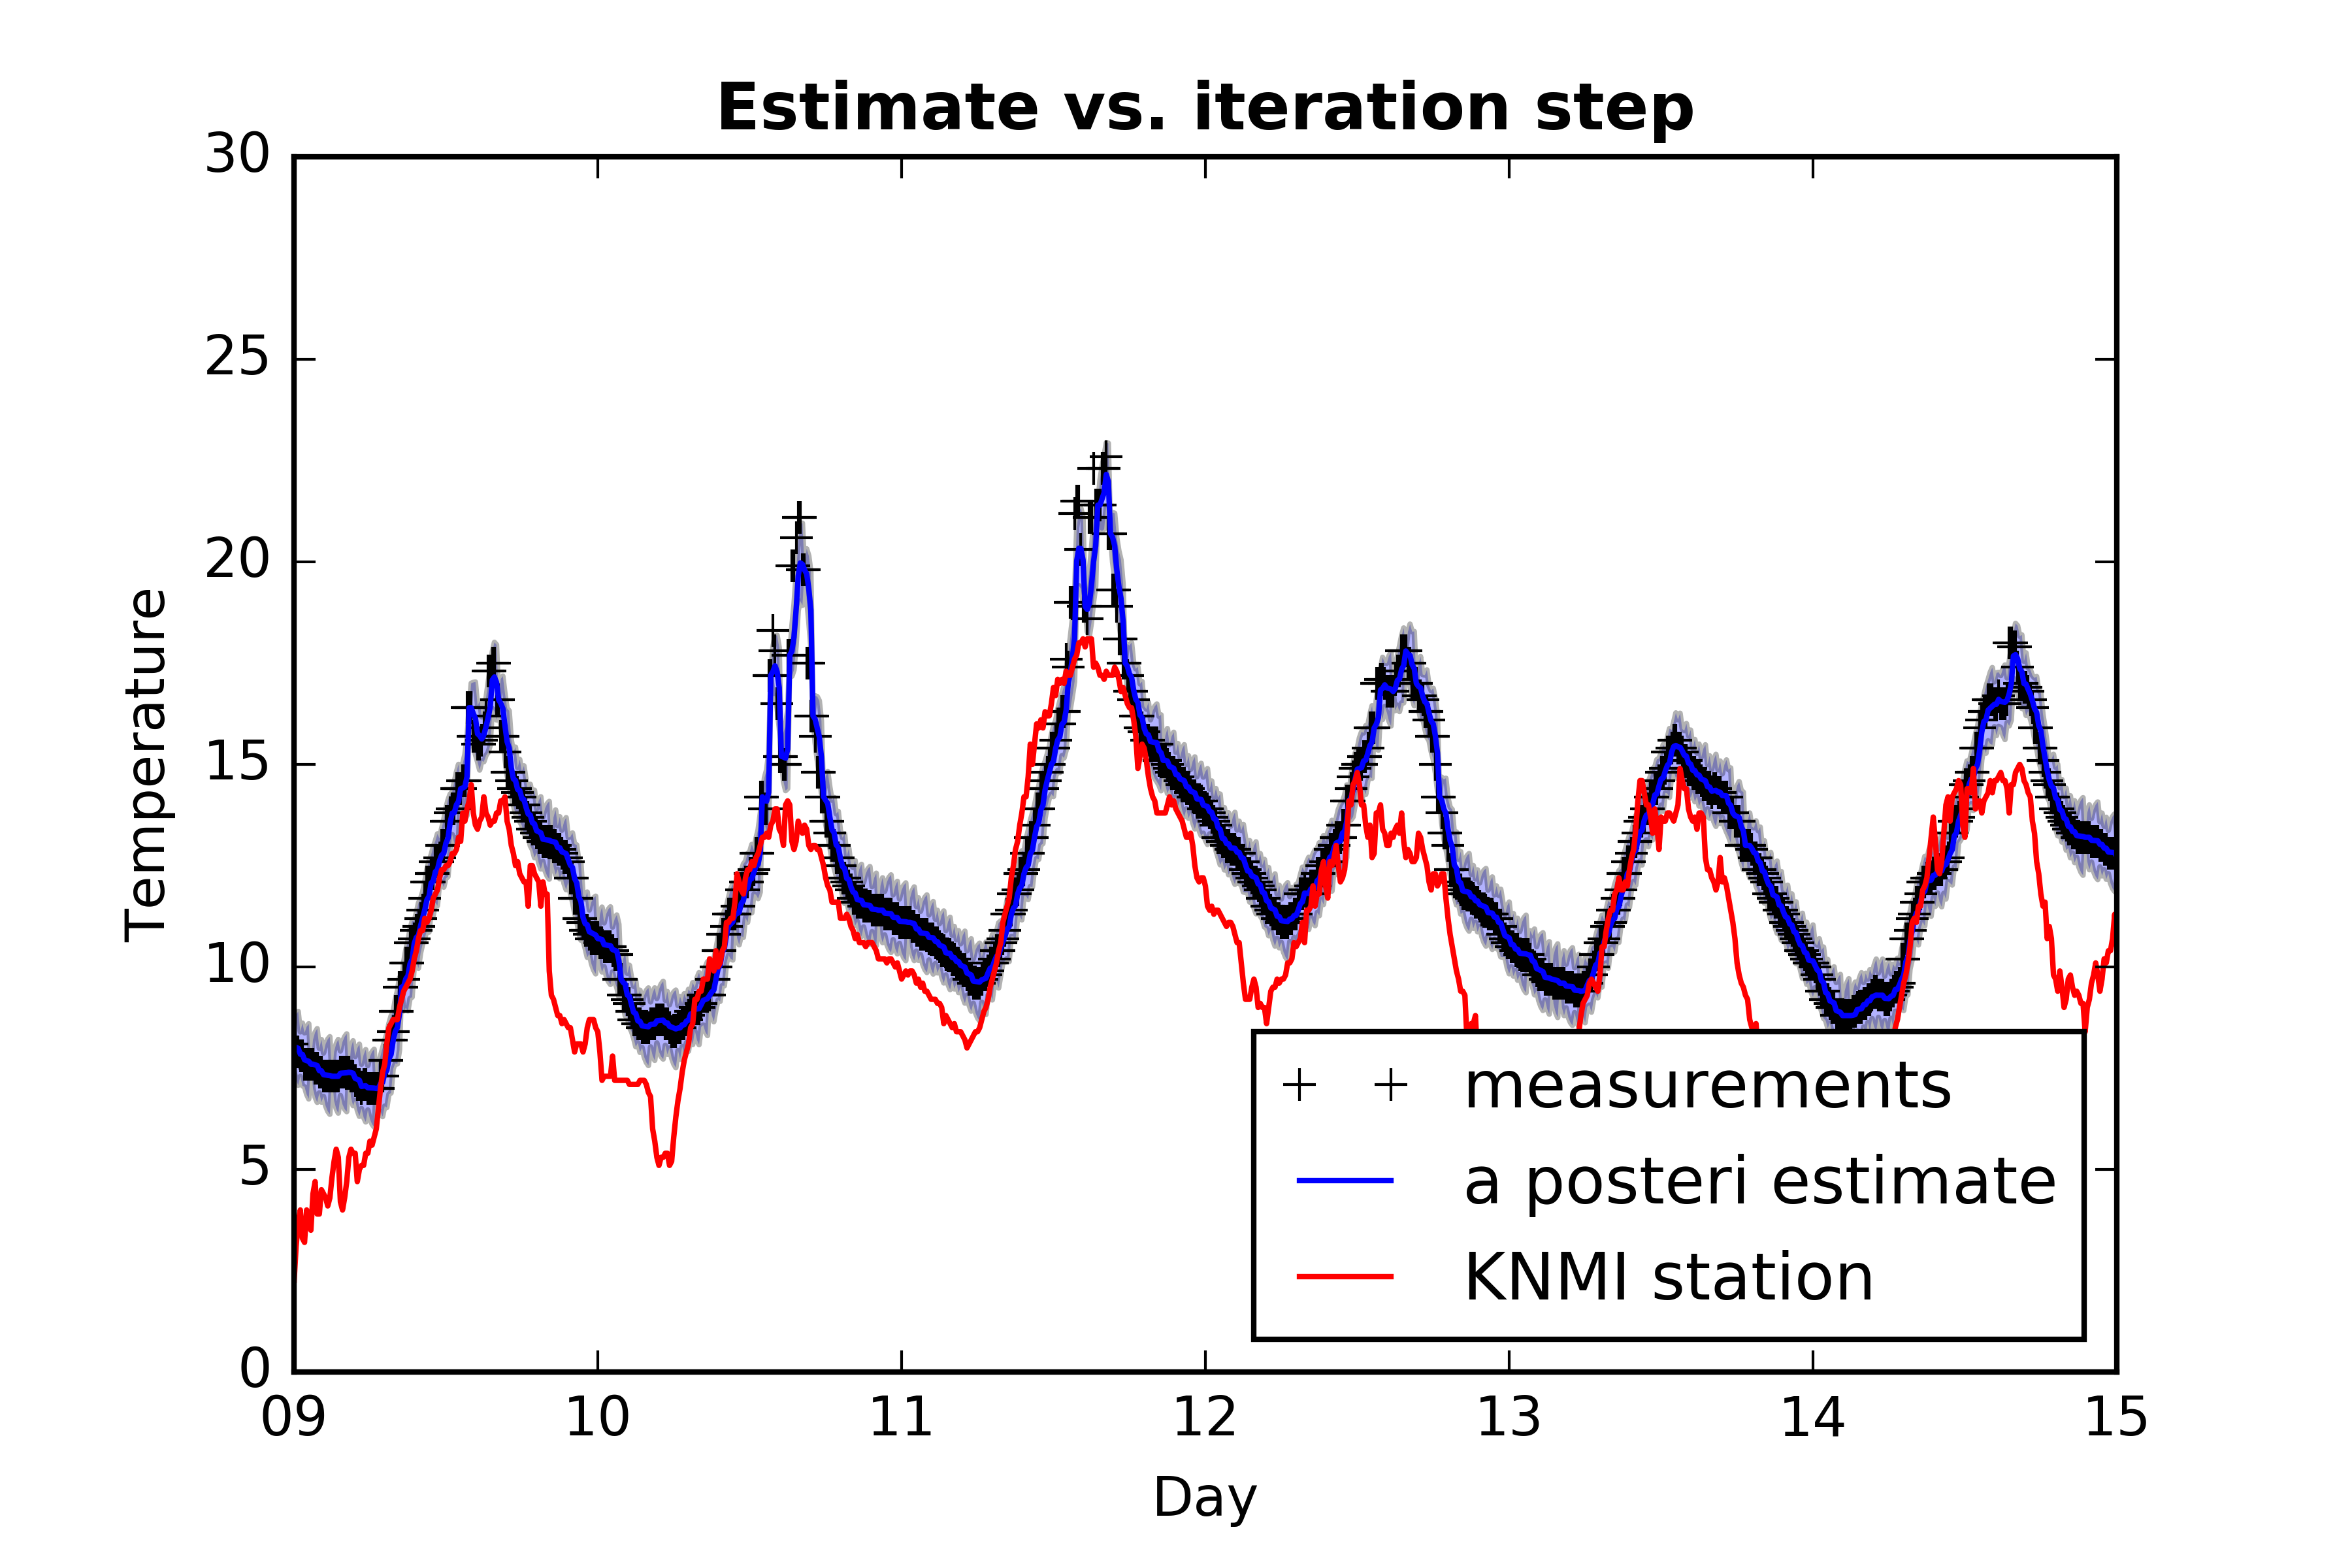 Estimate vs. iteration step
30
25
20
15
10
5
0
Temperature
measurements
a posteri estimate
KNMI station
09 10 11 12 13 14 15
Day